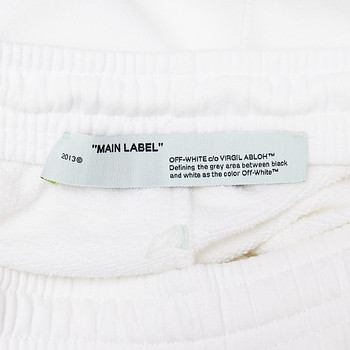 2013©
"MAIN LABEL"
OFF-WHITE c/o VIRGIL ABLOH™
Defining the grey area between black
and white as the color Off-White™